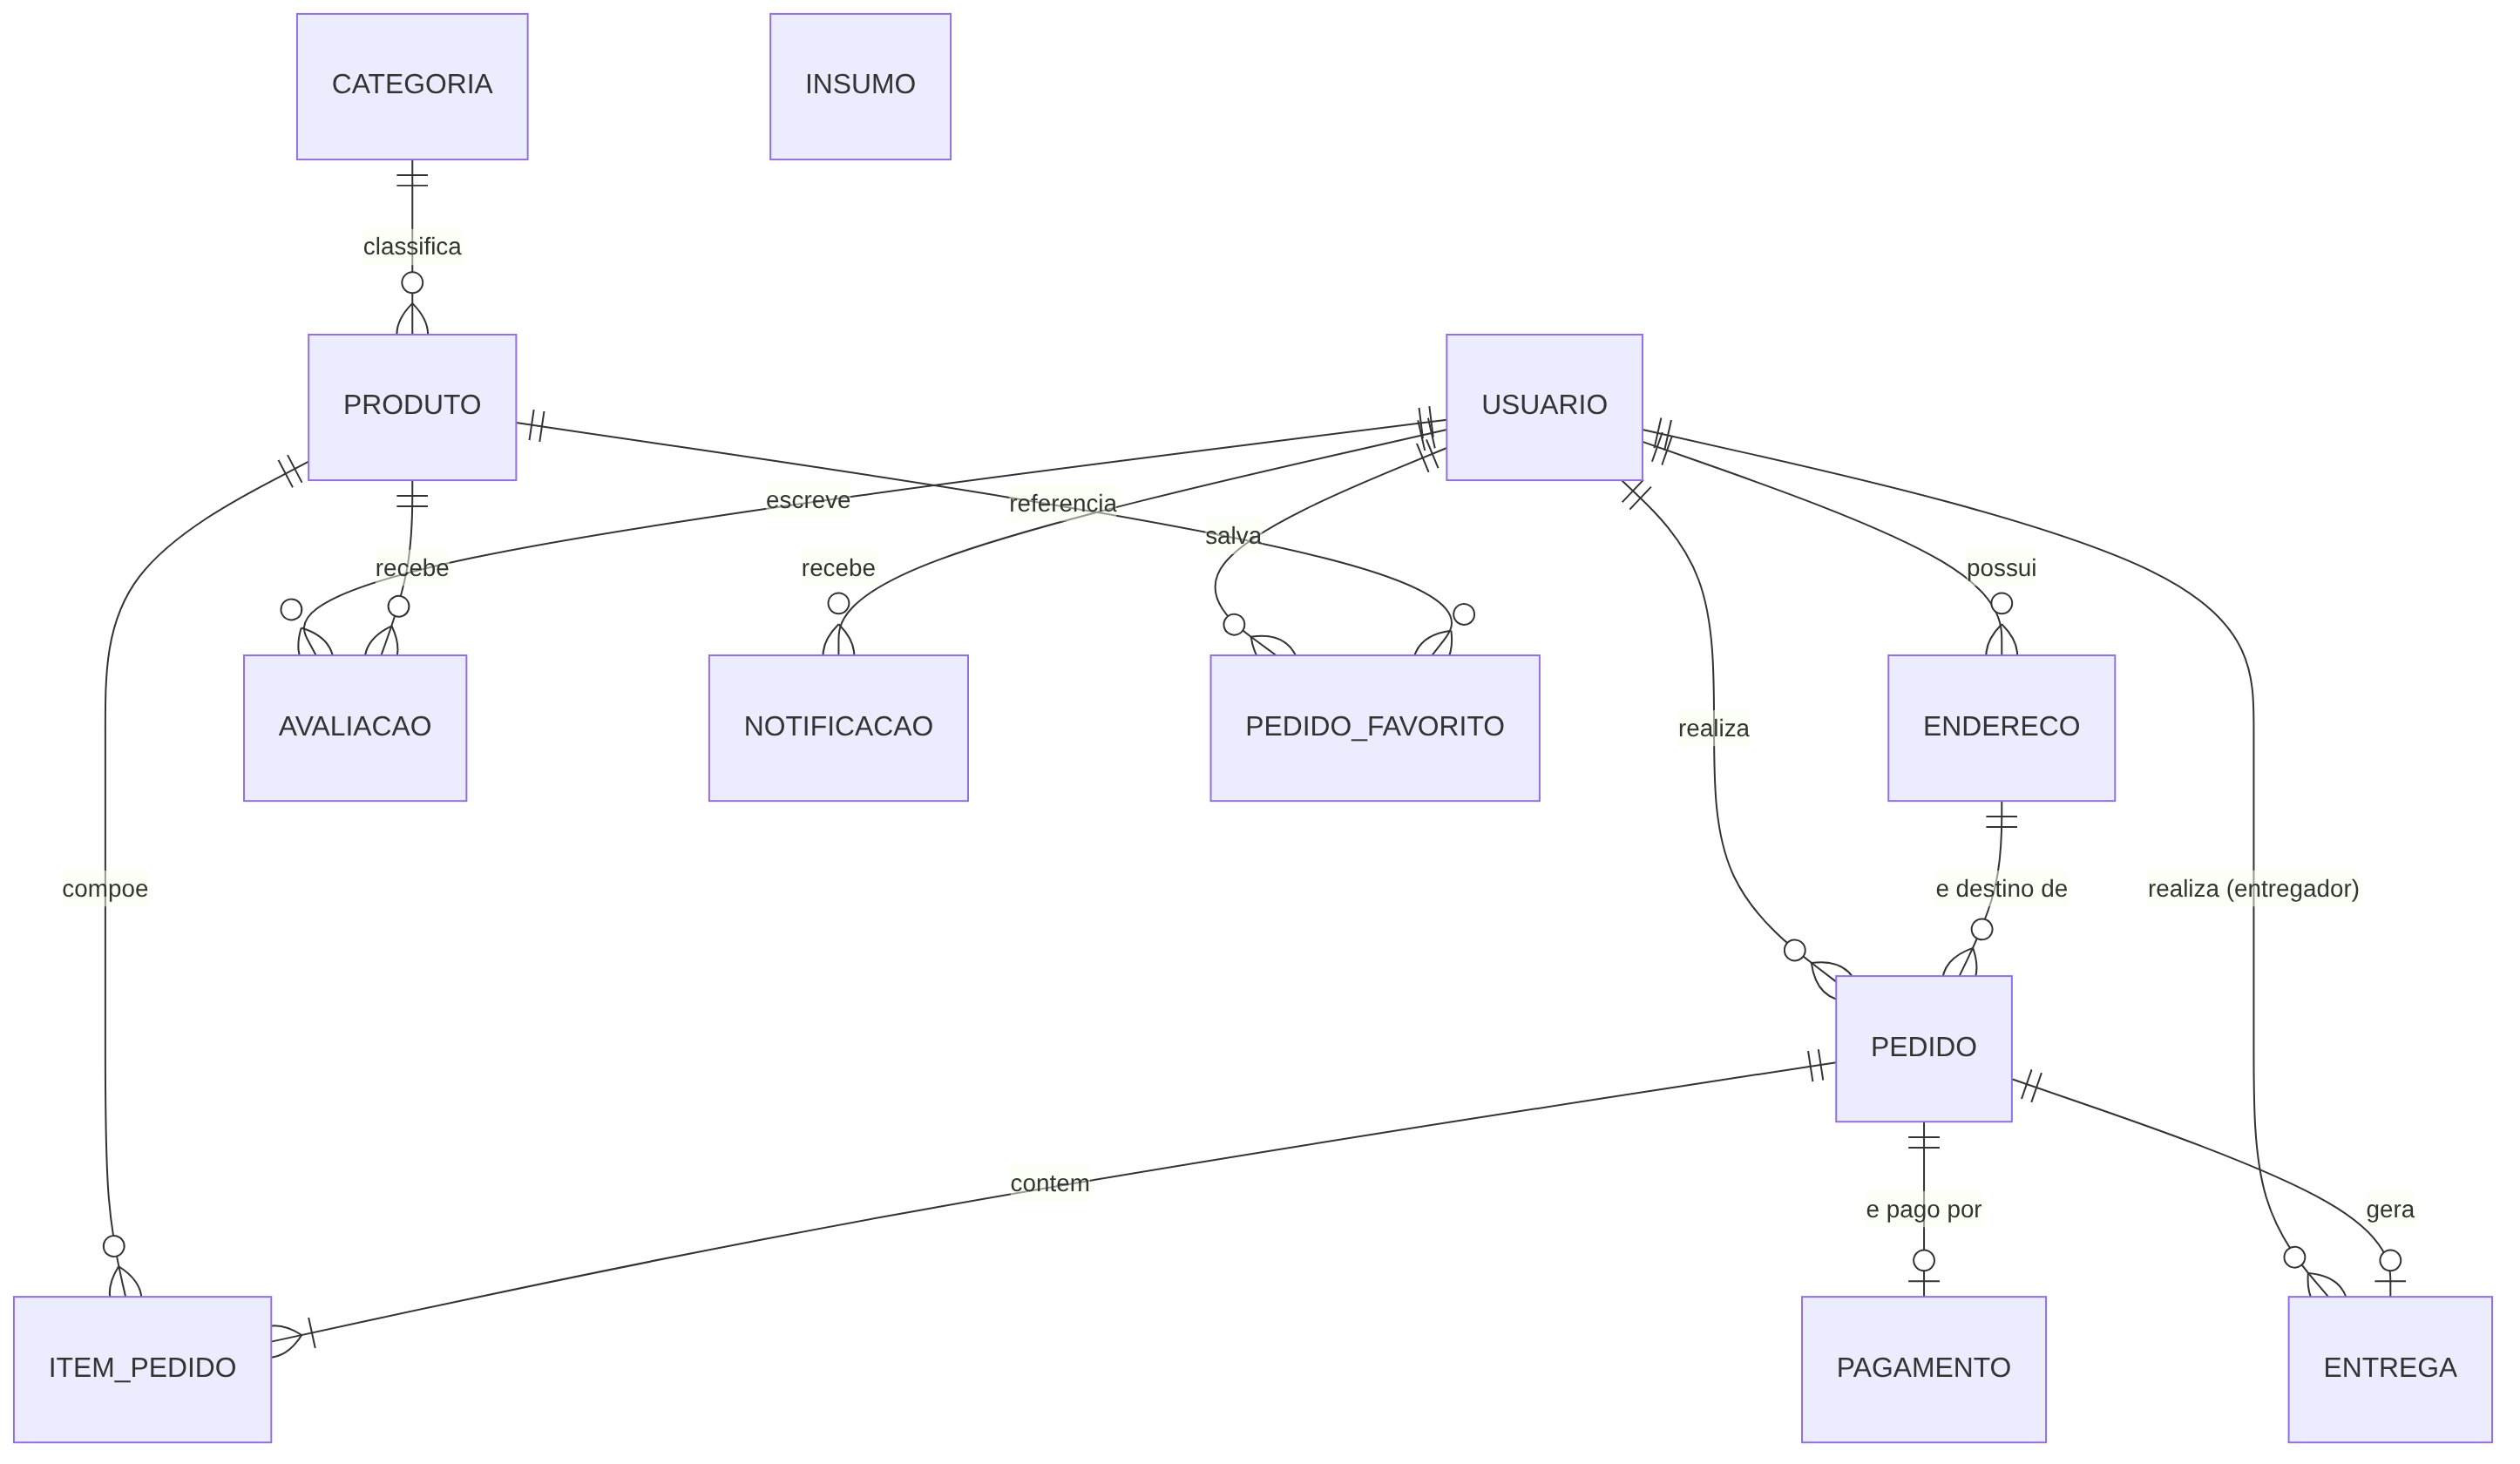 CATEGORIA
INSUMO
classifica
PRODUTO
USUARIO
escreve
referencia
salva
recebe
recebe
possui
AVALIACAO
NOTIFICACAO
PEDIDO_FAVORITO
realiza
ENDERECO
compoe
e destino de
realiza (entregador)
PEDIDO
contem
e pago por
gera
ITEM_PEDIDO
PAGAMENTO
ENTREGA